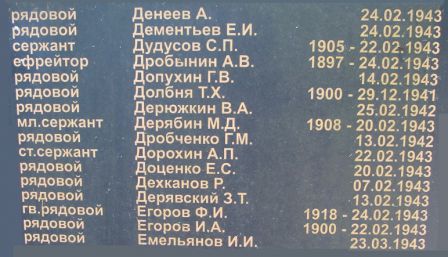 рядовой Денеев А. 24.02.1943
рядовой Дементьев Е.И. 24.02.1943
сержант Дудусов С.П. 1905 - 22.02.1943
ефрейтор Дробынин А.В. 1897 - 24.02.1943
рядовой Допухин Г.В. 14.02.1943
рядовой Долбня Т.Х. 1900 - 29.12.1941
рядовой Дерюжкин В.А. 25.02.1942
мл.сержант Дерябин М.Д. 1908 - 20.02.1943
рядовой Дробченко Г.М. 13.02.1942
ст.сержант Дорохин А.П. 22.02.1943
рядовой Доценко Е.С. 20.02.1943
рядовой Дехканов Р. 07.02.1943
рядовой Дерявский З.Т. 13.02.1943
гв.рядовой Егоров Ф.И. 1918 - 24.02.1943
рядовой Егоров И.А. 1900 - 22.02.1943
рядовой Емельянов И.И. 23.03.1943